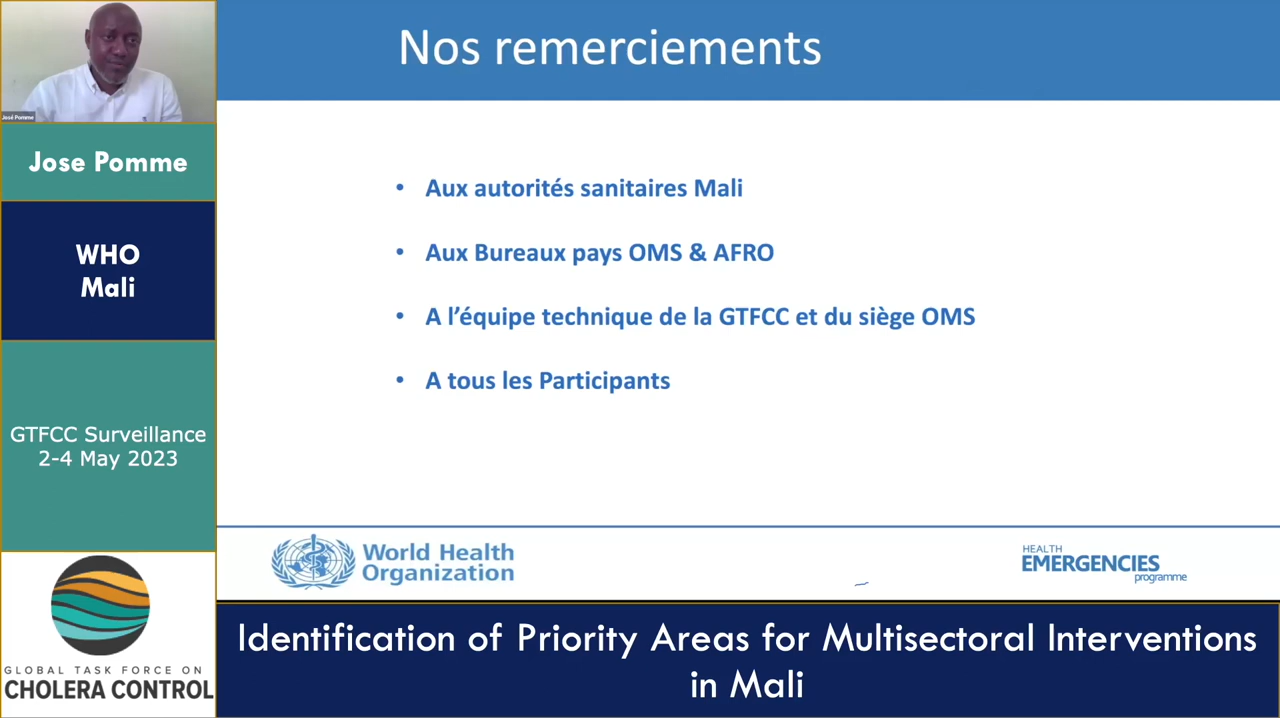 José Pomme
Jose Pomme
WHO
Mali
GTFCC Surveillance
2-4 May 2023
GLOBAL TASK FORCE ON
CHOLERA CONTROL
Nos remerciements
• Aux autorités sanitaires Mali
• Aux Bureaux pays OMS & AFRO
• A l’équipe technique de la GTFCC et du siège OMS
• A tous les Participants
World Health
Organization
HEALTH
EMERGENCIES
programme
Identification of Priority Areas for Multisectoral Interventions
in Mali